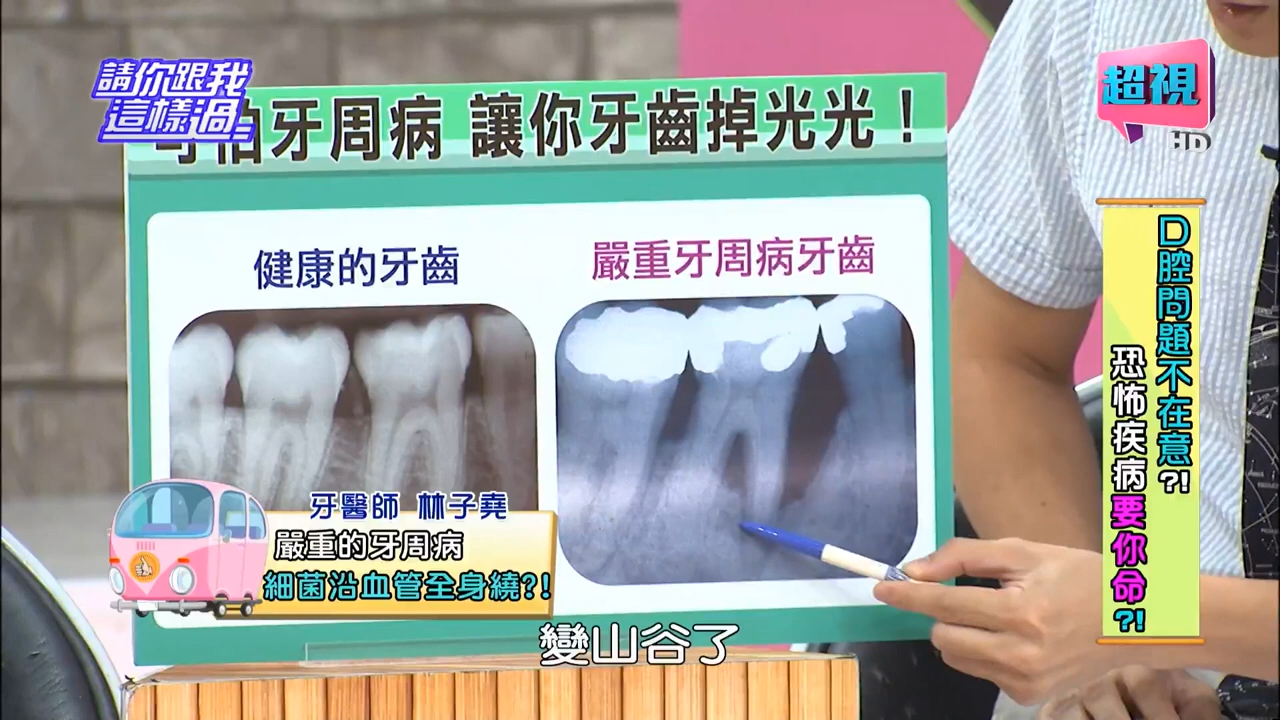 請你跟我
這樣過
超視
HD
可怕牙周病 讓你牙齒掉光光！
健康的牙齒
嚴重牙周病牙齒
D腔問題不在意?!
恐怖疾病要你命?!
牙醫師 林子堯
嚴重的牙周病
細菌沿血管全身繞?!
變山谷了